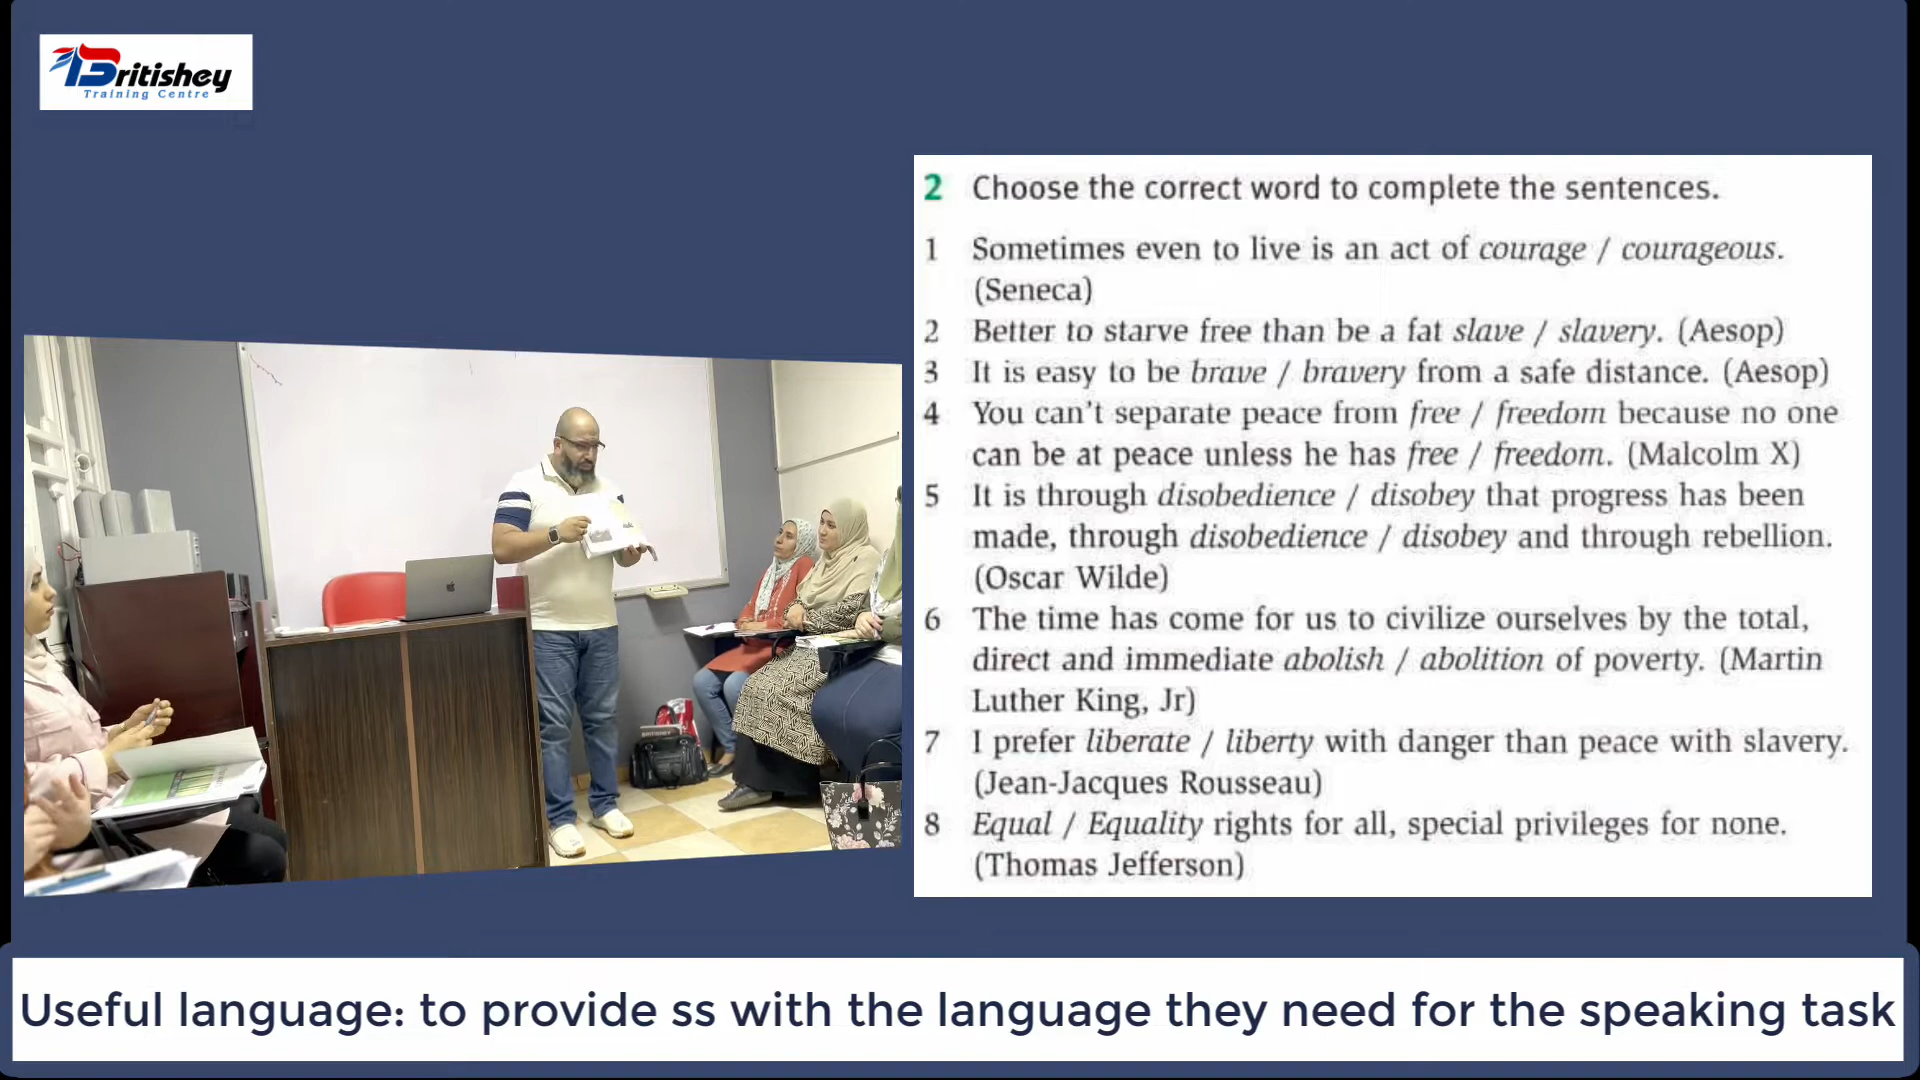 Britishey
Training Centre
2 Choose the correct word to complete the sentences.
1 Sometimes even to live is an act of courage / courageous.
(Seneca)
2 Better to starve free than be a fat slave / slavery. (Aesop)
3 It is easy to be brave / bravery from a safe distance. (Aesop)
4 You can't separate peace from free / freedom because no one
can be at peace unless he has free / freedom. (Malcolm X)
5 It is through disobedience / disobey that progress has been
made, through disobedience / disobey and through rebellion.
(Oscar Wilde)
6 The time has come for us to civilize ourselves by the total,
direct and immediate abolish / abolition of poverty. (Martin
Luther King, Jr)
7 I prefer liberate / liberty with danger than peace with slavery.
(Jean-Jacques Rousseau)
8 Equal / Equality rights for all, special privileges for none.
(Thomas Jefferson)
Useful language: to provide ss with the language they need for the speaking task